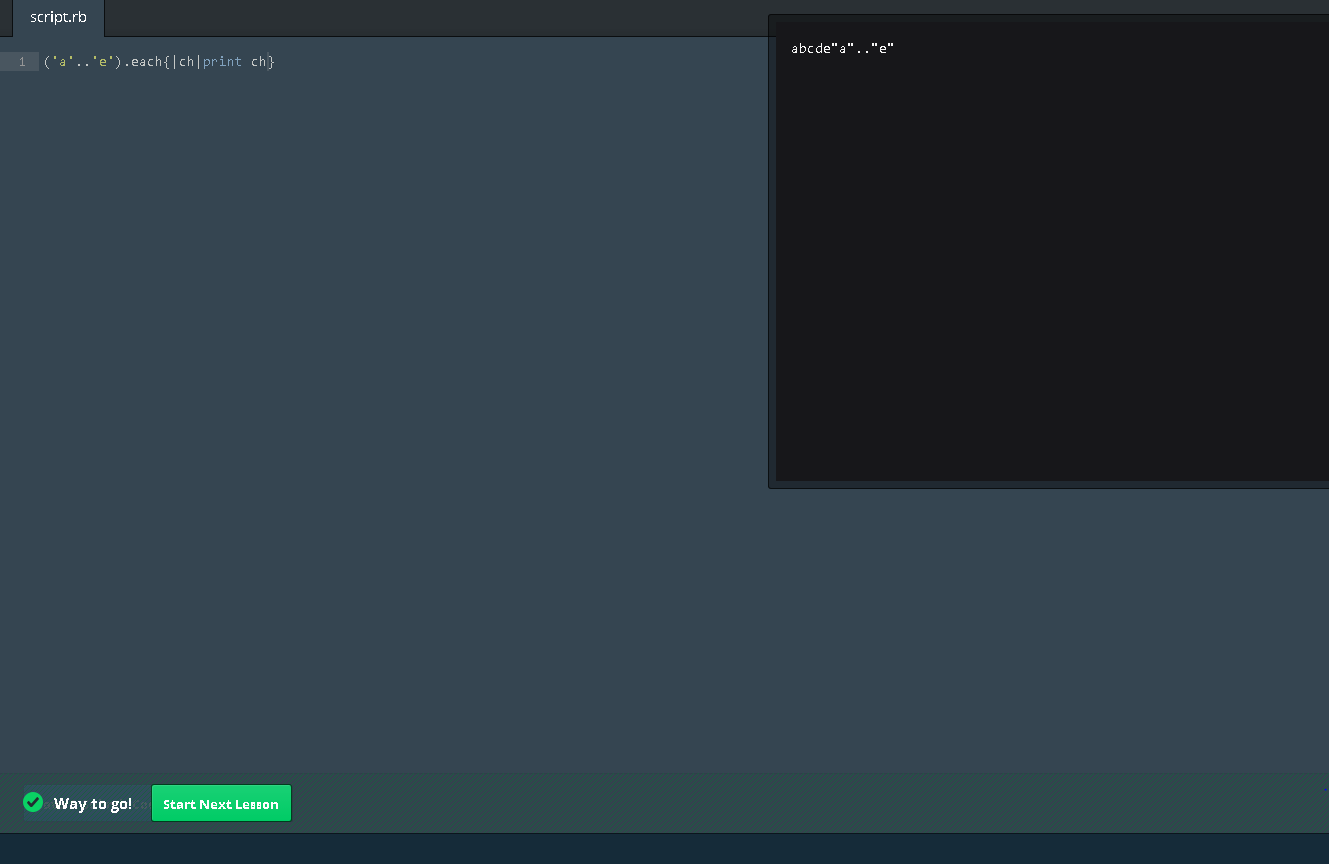 script.rb
1 ('a'..'e').each{|ch|print ch}
abcde"a".."e"
Way to go!
Start Next Lesson